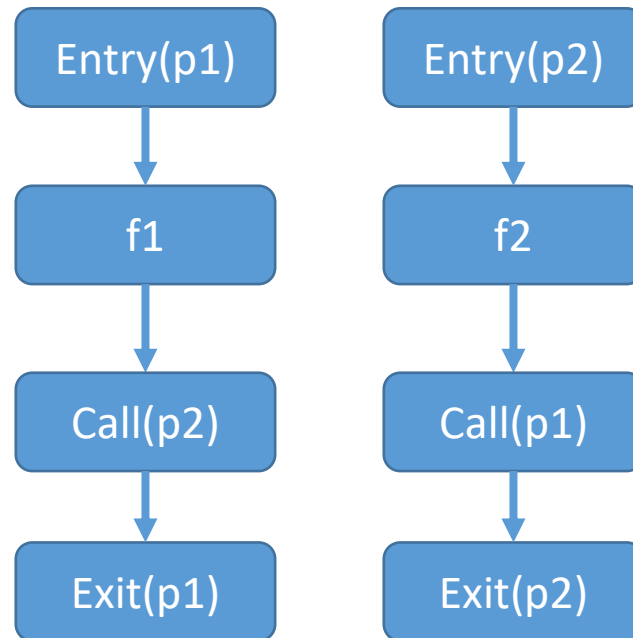 Entry(p1)
f1
Call(p2)
Exit(p1)
Entry(p2)
f2
Call(p1)
Exit(p2)